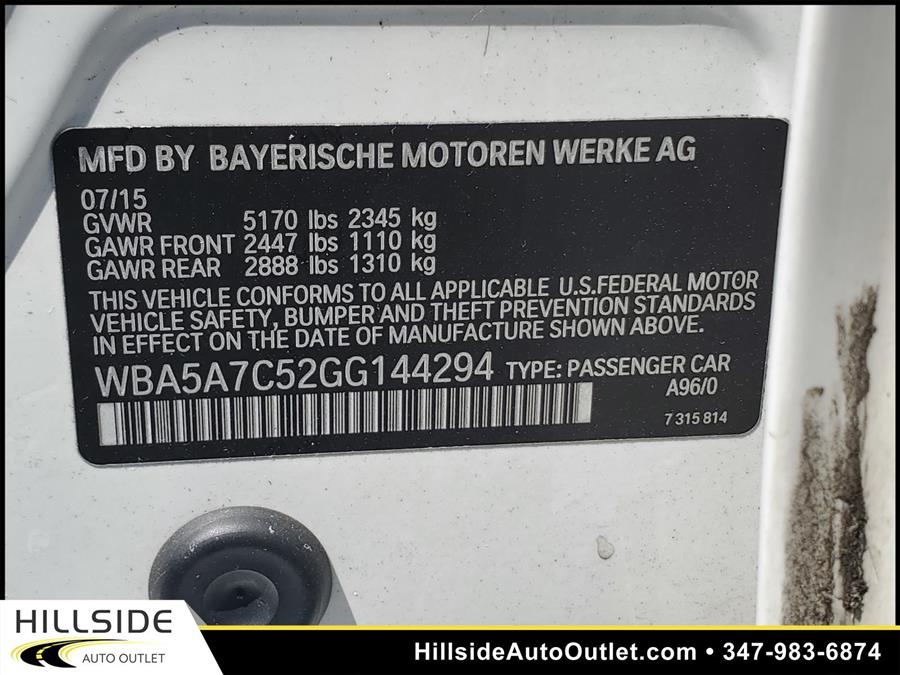 MFD BY BAYERISCHE MOTOREN WERKE AG
07/15
GVWR 5170 lbs 2345 kg
GAWR FRONT 2447 lbs 1110 kg
GAWR REAR 2888 lbs 1310 kg
THIS VEHICLE CONFORMS TO ALL APPLICABLE U.S.FEDERAL MOTOR
VEHICLE SAFETY, BUMPER AND THEFT PREVENTION STANDARDS
IN EFFECT ON THE DATE OF MANUFACTURE SHOWN ABOVE.
WBA5A7C52GG144294 TYPE: PASSENGER CAR
A96/0
7 315 814
HILLSIDE
AUTO OUTLET
HillsideAutoOutlet.com • 347-983-6874